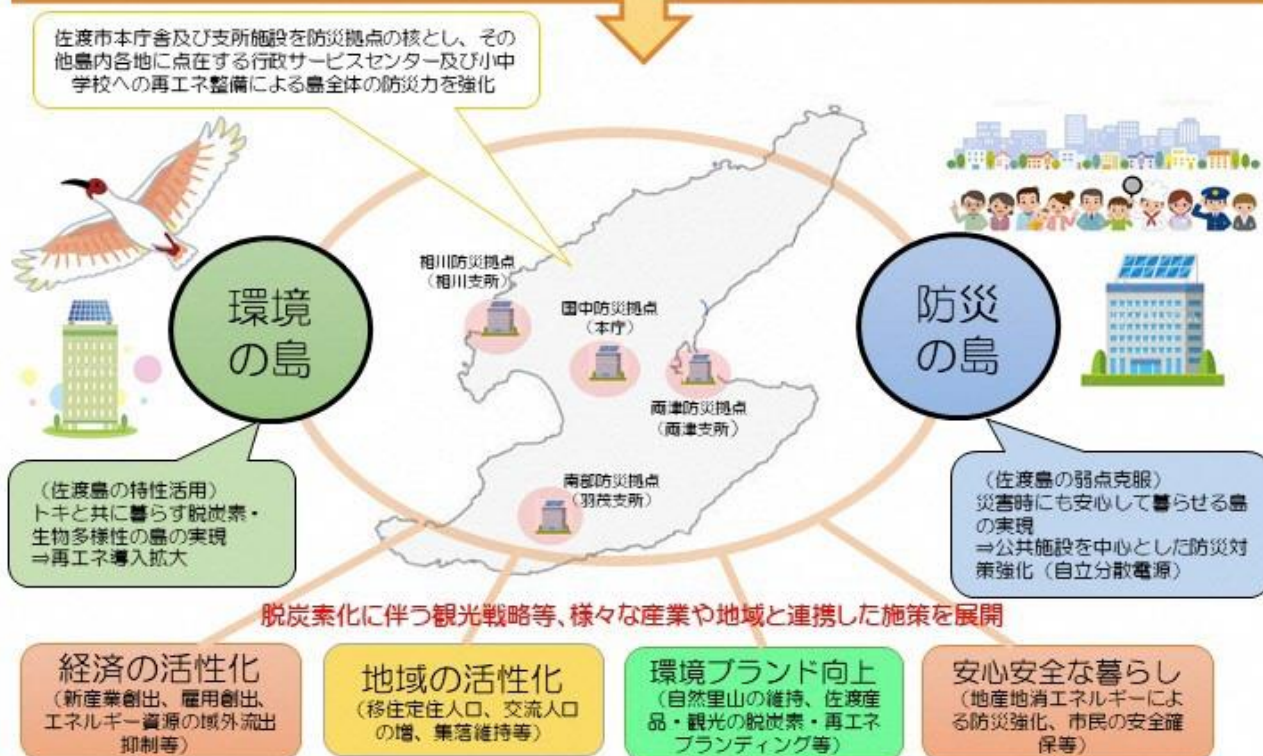 佐渡市本庁舎及び支所施設を防災拠点の核とし、その
他島内各地に点在する行政サービスセンター及び小中
学校への再エネ整備による島全体の防災力を強化
環境
の島
防災
の島
相川防災拠点
（相川支所）
国中防災拠点
（本庁）
両津防災拠点
（両津支所）
南部防災拠点
（羽茂支所）
（佐渡島の特性活用）
トキと共に暮らす脱炭素・
生物多様性の島の実現
⇒再エネ導入拡大
（佐渡島の弱点克服）
災害時にも安心して暮らせる島
の実現
⇒公共施設を中心とした防災対
策強化（自立分散電源）
脱炭素化に伴う観光戦略等、様々な産業や地域と連携した施策を展開
経済の活性化
（新産業創出、雇用創出、
エネルギー資源の域外流出
抑制等）
地域の活性化
（移住定住人口、交流人口
の増、集落維持等）
環境ブランド向上
（自然里山の維持、佐渡産
品・観光の脱炭素・再エネ
ブランディング等）
安心安全な暮らし
（地産地消エネルギーによ
る防災強化、市民の安全確
保等）